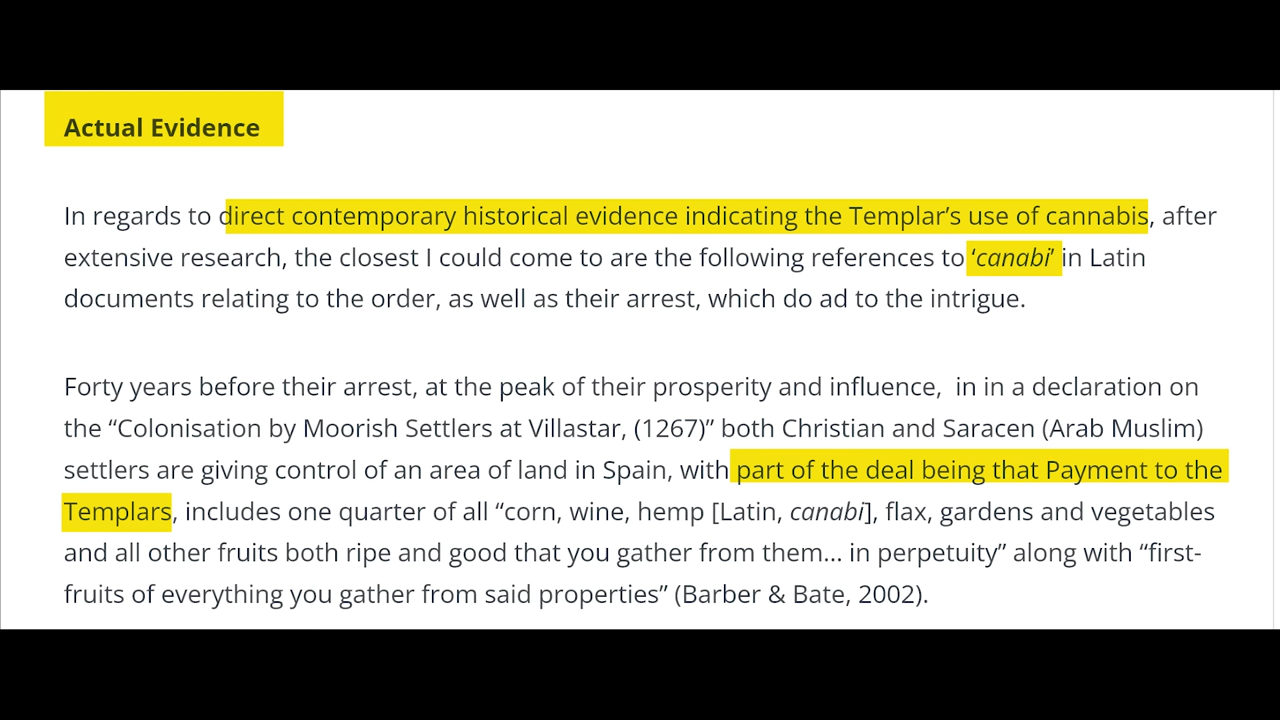 Actual Evidence
In regards to direct contemporary historical evidence indicating the Templar’s use of cannabis, after
extensive research, the closest I could come to are the following references to ‘canabi’ in Latin
documents relating to the order, as well as their arrest, which do ad to the intrigue.
Forty years before their arrest, at the peak of their prosperity and influence,  in in a declaration on
the “Colonisation by Moorish Settlers at Villastar, (1267)” both Christian and Saracen (Arab Muslim)
settlers are giving control of an area of land in Spain, with part of the deal being that Payment to the
Templars, includes one quarter of all “corn, wine, hemp [Latin, canabi], flax, gardens and vegetables
and all other fruits both ripe and good that you gather from them… in perpetuity” along with “first-
fruits of everything you gather from said properties” (Barber & Bate, 2002).